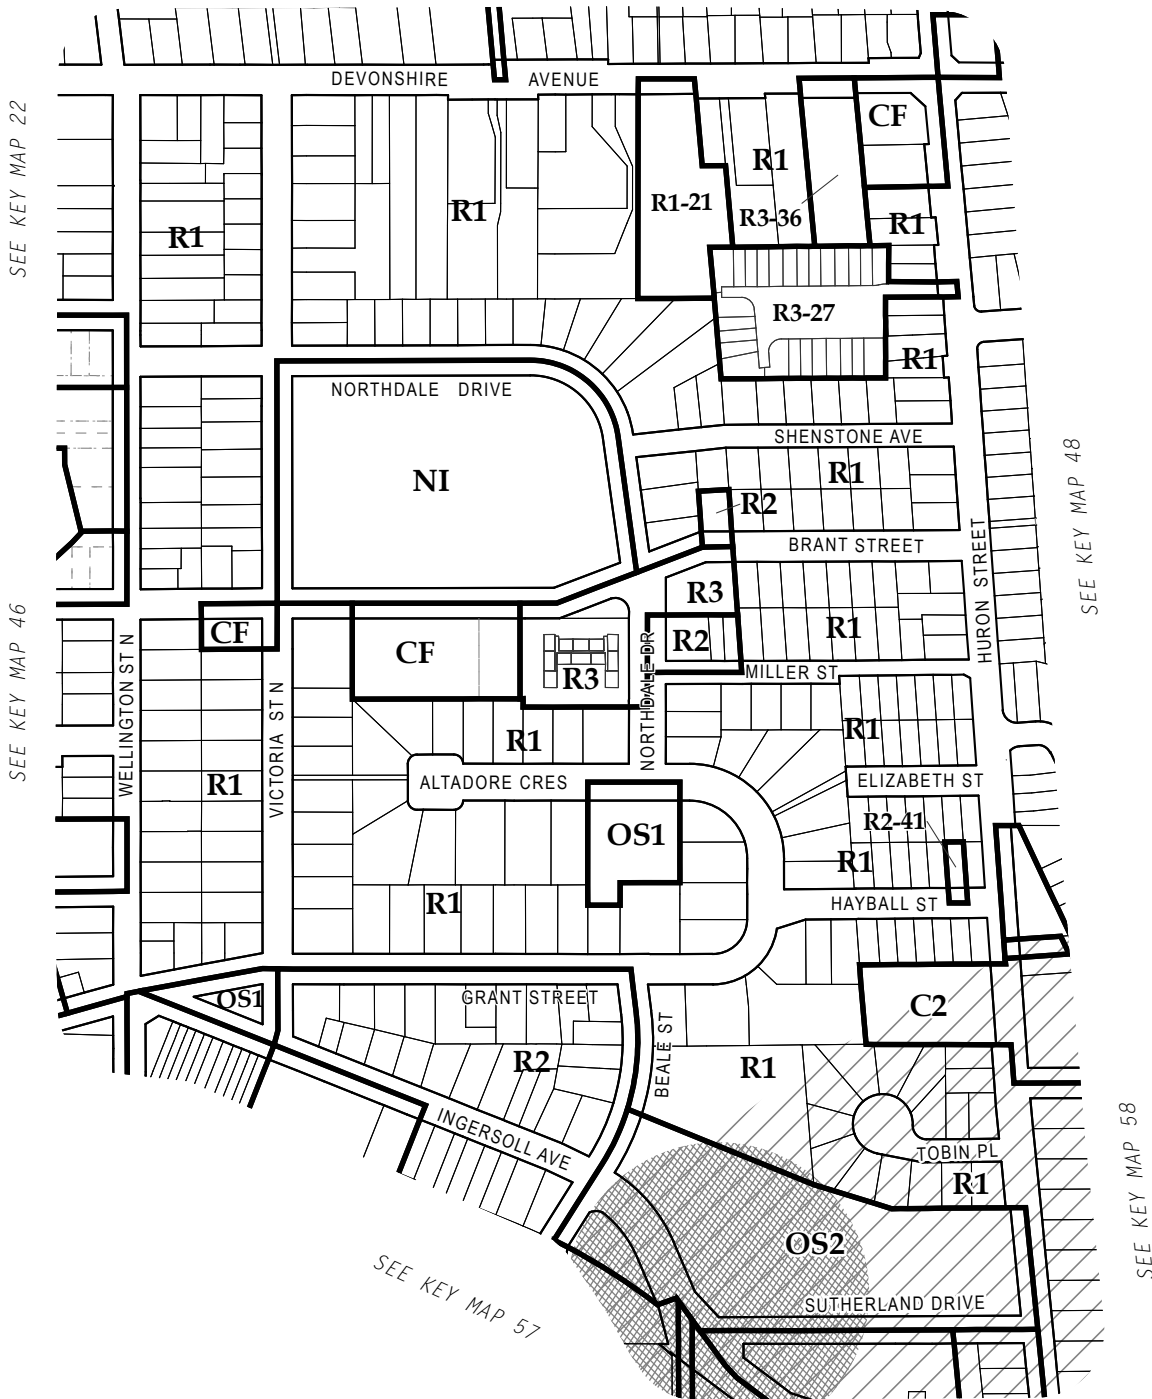 DEVONSHIRE AVENUE
SEE KEY MAP 22
CF
R1
R1-21
R3-36
R1
R1
R1
R3-27
R1
NORTHDALE DRIVE
SHENSTONE AVE
SEE KEY MAP 48
NI
R1
R2
BRANT STREET
HURON STREET
SEE KEY MAP 46
R3
CF
CF
R2
R1
R3
NORTHDALE DR
MILLER ST
WELLINGTON ST N
VICTORIA ST N
R1
R1
R1
ALTADORE CRES
ELIZABETH ST
R2-41
OS1
R1
R1
HAYBALL ST
OS1
GRANT STREET
C2
R2
BEALE ST
R1
INGERSOLL AVE
TOBIN PL
R1
SEE KEY MAP 58
OS2
SEE KEY MAP 57
SUTHERLAND DRIVE